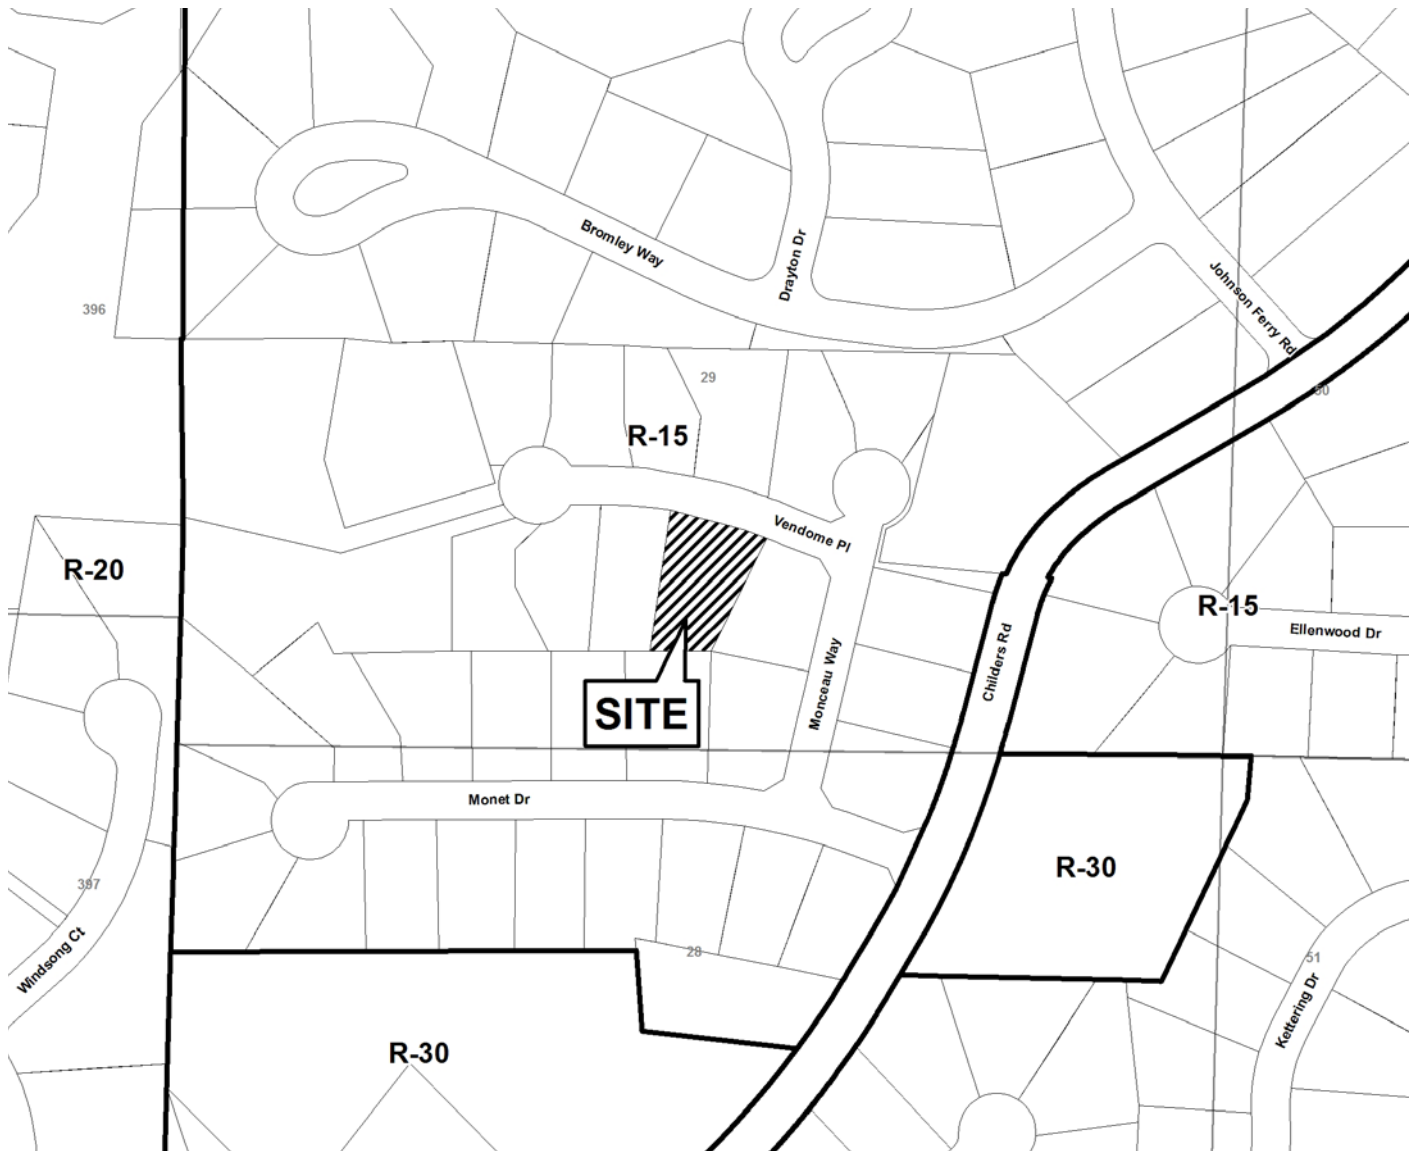 Bromley Way
Drayton Dr
Johnson Ferry Rd
396
29
50
R-15
Vendome Pl
R-20
R-15
Ellenwood Dr
Childers Rd
Monceau Way
SITE
Monet Dr
R-30
397
28
Windsong Ct
51
Kettering Dr
R-30